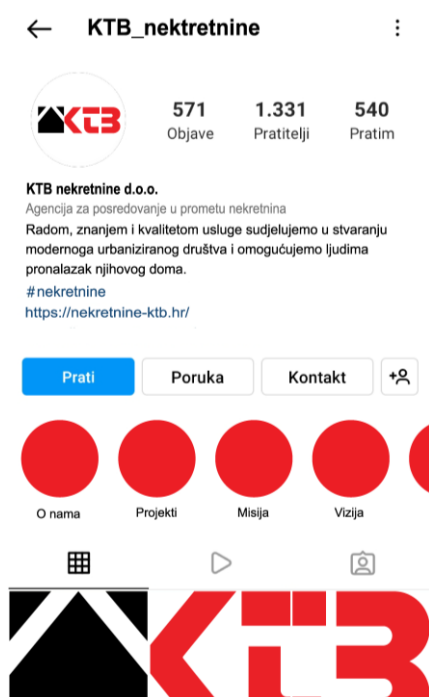 KTB_nektretnine
KTB
571 1.331 540
Objave Pratitelji Pratim
KTB nekretnine d.o.o.
Agencija za posredovanje u prometu nekretnina
Radom, znanjem i kvalitetom usluge sudjelujemo u stvaranju
modernoga urbaniziranog društva i omogućujemo ljudima
pronalazak njihovog doma.
#nekretnine
https://nekretnine-ktb.hr/
Prati Poruka Kontakt
O nama Projekti Misija Vizija
KTB